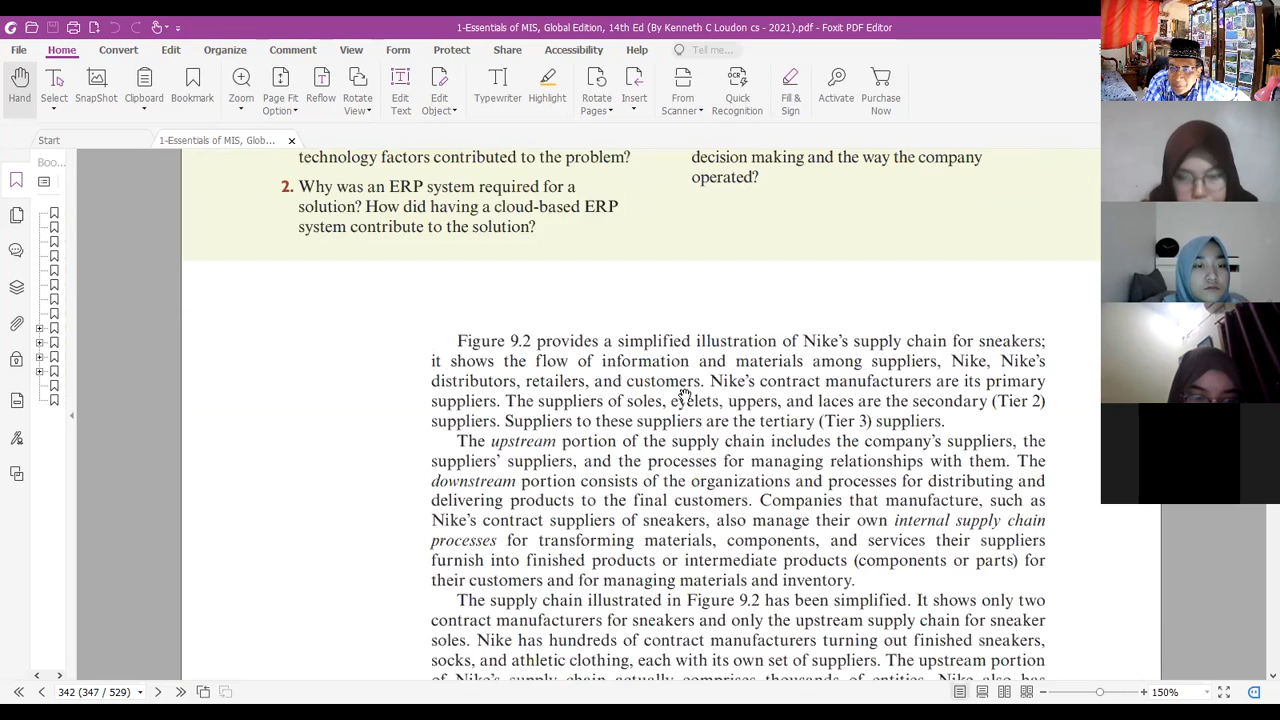 1-Essentials of MIS, Global Edition, 14th Ed (By Kenneth C Loudon cs - 2021).pdf - Foxit PDF Editor
File Home Convert Edit Organize Comment View Form Protect Share Accessibility Help Tell me...
Hand Select SnapShot Clipboard Bookmark Zoom Page Fit Option Reflow Rotate View Edit Text Edit Object Typewriter Highlight Rotate Pages Insert From Scanner Quick Recognition Fill & Sign Activate Purchase Now
Start 1-Essentials of MIS, Glob...
Boo...
technology factors contributed to the problem?
2. Why was an ERP system required for a
solution? How did having a cloud-based ERP
system contribute to the solution?
decision making and the way the company
operated?
Figure 9.2 provides a simplified illustration of Nike's supply chain for sneakers;
it shows the flow of information and materials among suppliers, Nike, Nike's
distributors, retailers, and customers. Nike's contract manufacturers are its primary
suppliers. The suppliers of soles, eyelets, uppers, and laces are the secondary (Tier 2)
suppliers. Suppliers to these suppliers are the tertiary (Tier 3) suppliers.
The upstream portion of the supply chain includes the company's suppliers, the
suppliers' suppliers, and the processes for managing relationships with them. The
downstream portion consists of the organizations and processes for distributing and
delivering products to the final customers. Companies that manufacture, such as
Nike's contract suppliers of sneakers, also manage their own internal supply chain
processes for transforming materials, components, and services their suppliers
furnish into finished products or intermediate products (components or parts) for
their customers and for managing materials and inventory.
The supply chain illustrated in Figure 9.2 has been simplified. It shows only two
contract manufacturers for sneakers and only the upstream supply chain for sneaker
soles. Nike has hundreds of contract manufacturers turning out finished sneakers,
socks, and athletic clothing, each with its own set of suppliers. The upstream portion
of Nike's supply chain actually comprises thousands of entities. Nike also has
342 (347 / 529)
150%